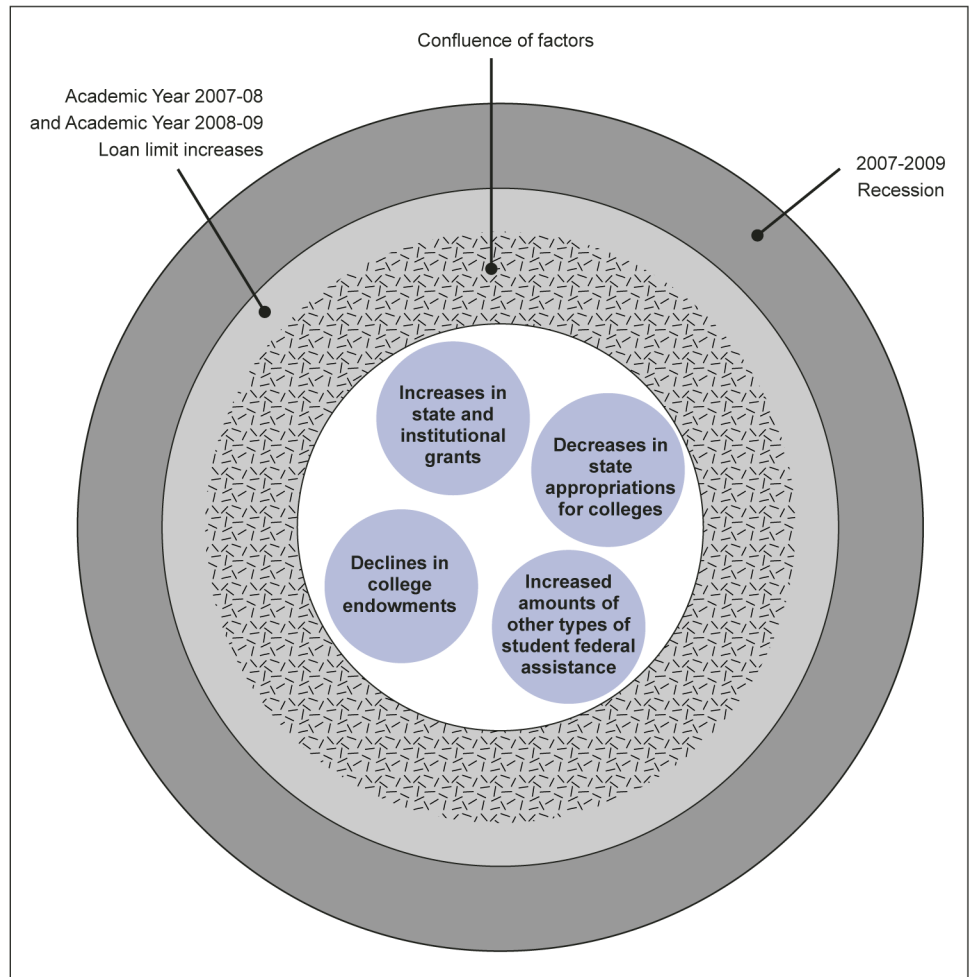 Confluence of factors
Academic Year 2007-08
and Academic Year 2008-09
Loan limit increases
2007-2009
Recession
Increases in
state and
institutional
grants
Decreases in
state
appropriations
for colleges
Declines in
college
endowments
Increased
amounts of
other types of
student federal
assistance